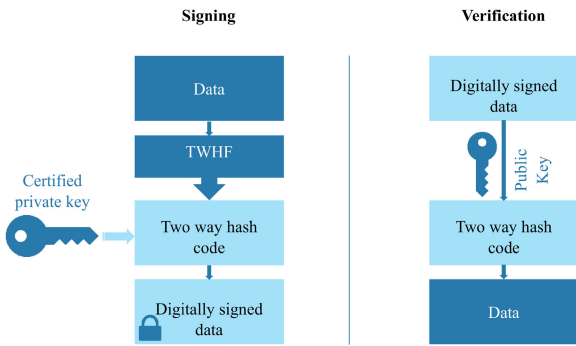 Signing
Data
TWHF
Certified
private key
Two way hash
code
Digitally signed
data
Verification
Digitally signed
data
Public
Key
Two way hash
code
Data